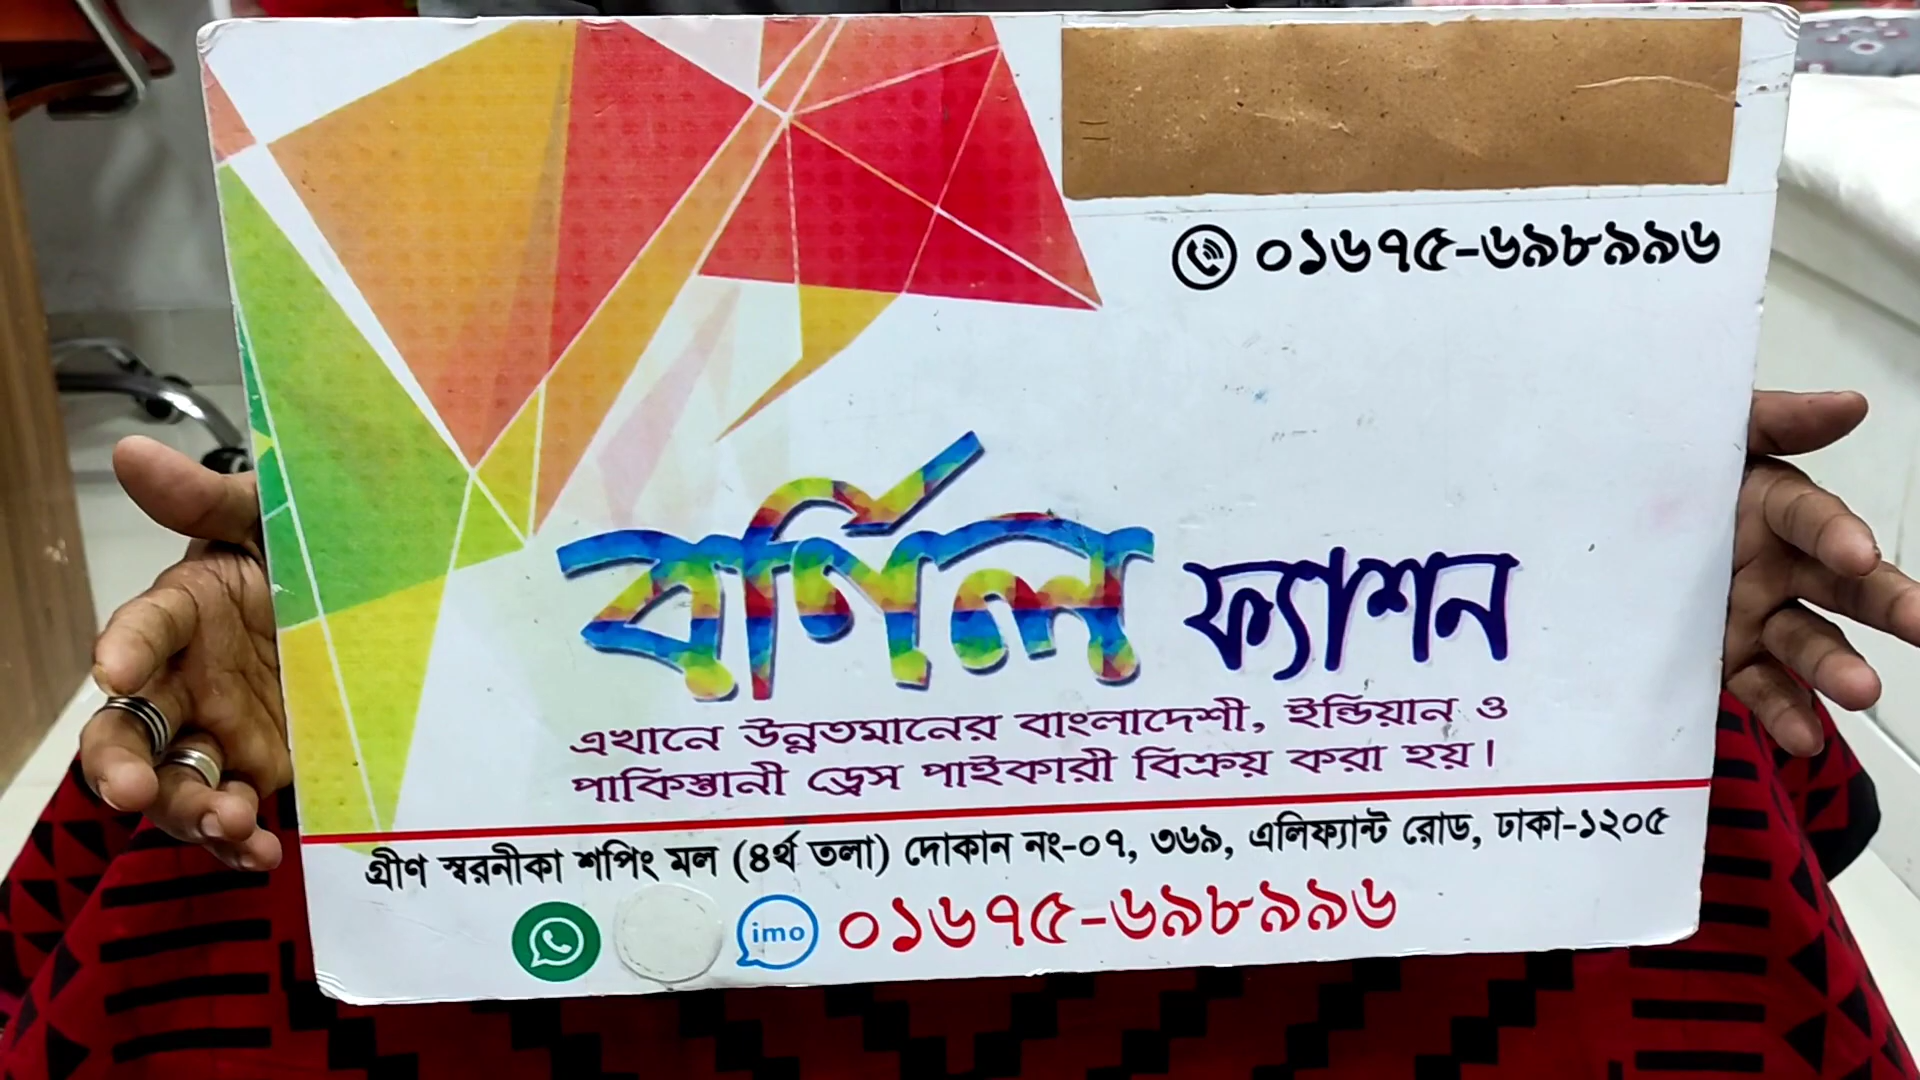 ০১৬৭৫-৬৯৮৯৯৬
বর্ণিল ফ্যাশন
এখানে উন্নতমানের বাংলাদেশী, ইন্ডিয়ান ও
পাকিস্তানী ড্রেস পাইকারী বিক্রয় করা হয়।
গ্রীণ স্বরনীকা শপিং মল (৪র্থ তলা) দোকান নং-০৭, ৩৬৯, এলিফ্যান্ট রোড, ঢাকা-১২০৫
imo ০১৬৭৫-৬৯৮৯৯৬